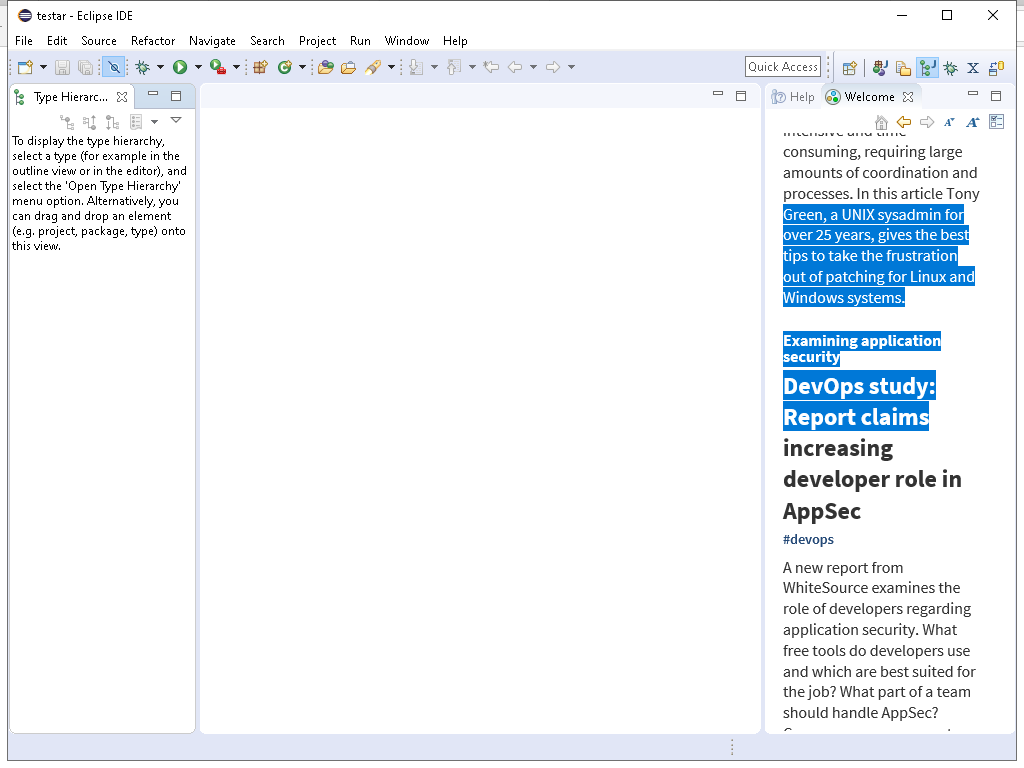 testar - Eclipse IDE
File Edit Source Refactor Navigate Search Project Run Window Help
Quick Access
Type Hierarc...
To display the type hierarchy,
select a type (for example in the
outline view or in the editor), and
select the 'Open Type Hierarchy'
menu option. Alternatively, you
can drag and drop an element
(e.g. project, package, type) onto
this view.
Help Welcome
intensive and time
consuming, requiring large
amounts of coordination and
processes. In this article Tony
Green, a UNIX sysadmin for
over 25 years, gives the best
tips to take the frustration
out of patching for Linux and
Windows systems.
Examining application
security
DevOps study:
Report claims
increasing
developer role in
AppSec
#devops
A new report from
WhiteSource examines the
role of developers regarding
application security. What
free tools do developers use
and which are best suited for
the job? What part of a team
should handle AppSec?